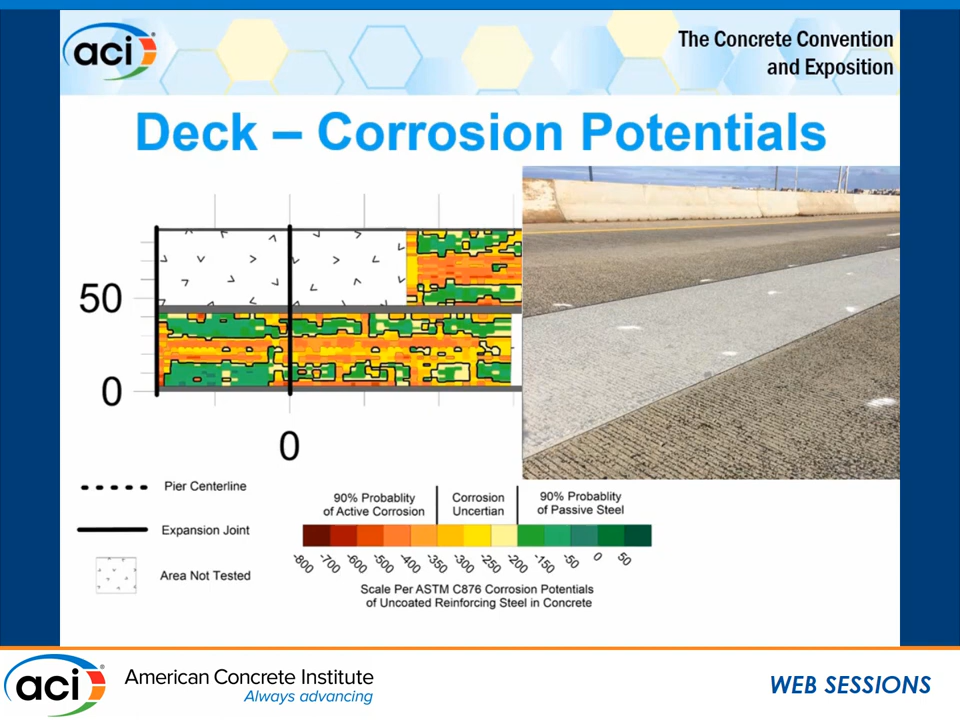 aci
The Concrete Convention
and Exposition
Deck – Corrosion Potentials
50
0
0
Pier Centerline
Expansion Joint
Area Not Tested
90% Probablity
of Active Corrosion
Corrosion
Uncertian
90% Probablity
of Passive Steel
-800
-700
-600
-500
-400
-350
-300
-250
-200
-150
-50
0
50
Scale Per ASTM C876 Corrosion Potentials
of Uncoated Reinforcing Steel in Concrete
aci®
American Concrete Institute
Always advancing
WEB SESSIONS